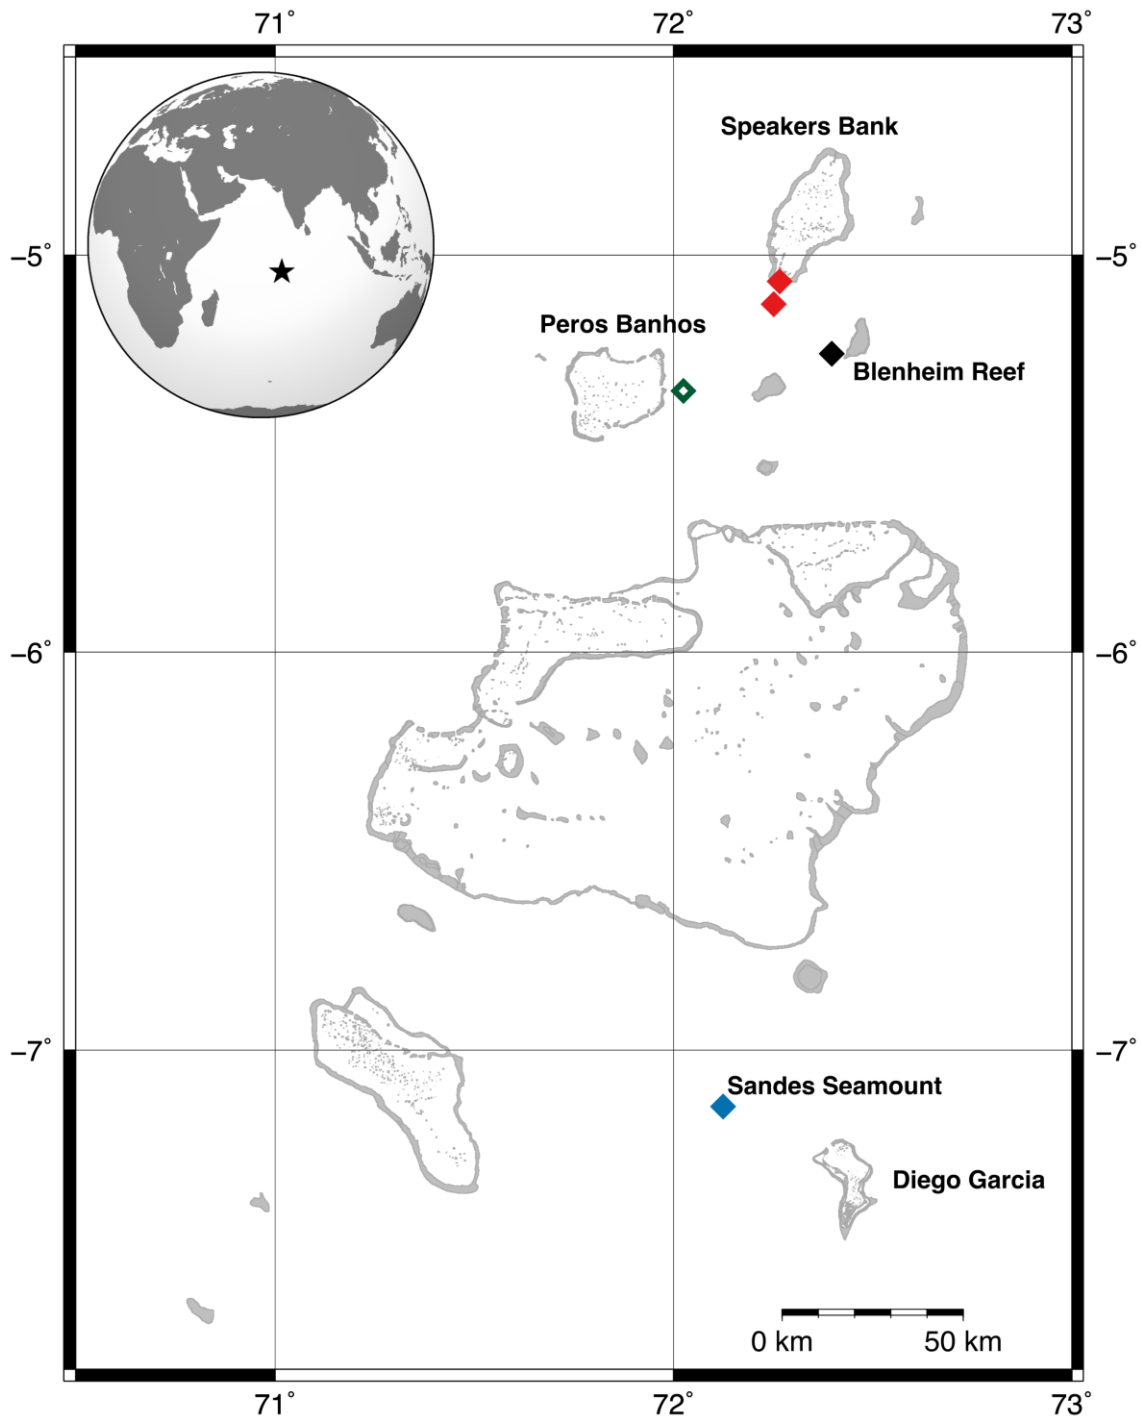 71° 72° 73°
Speakers Bank
−5° −5°
Peros Banhos
Blenheim Reef
−6° −6°
−7° −7°
Sandes Seamount
Diego Garcia
0 km 50 km
71° 72° 73°